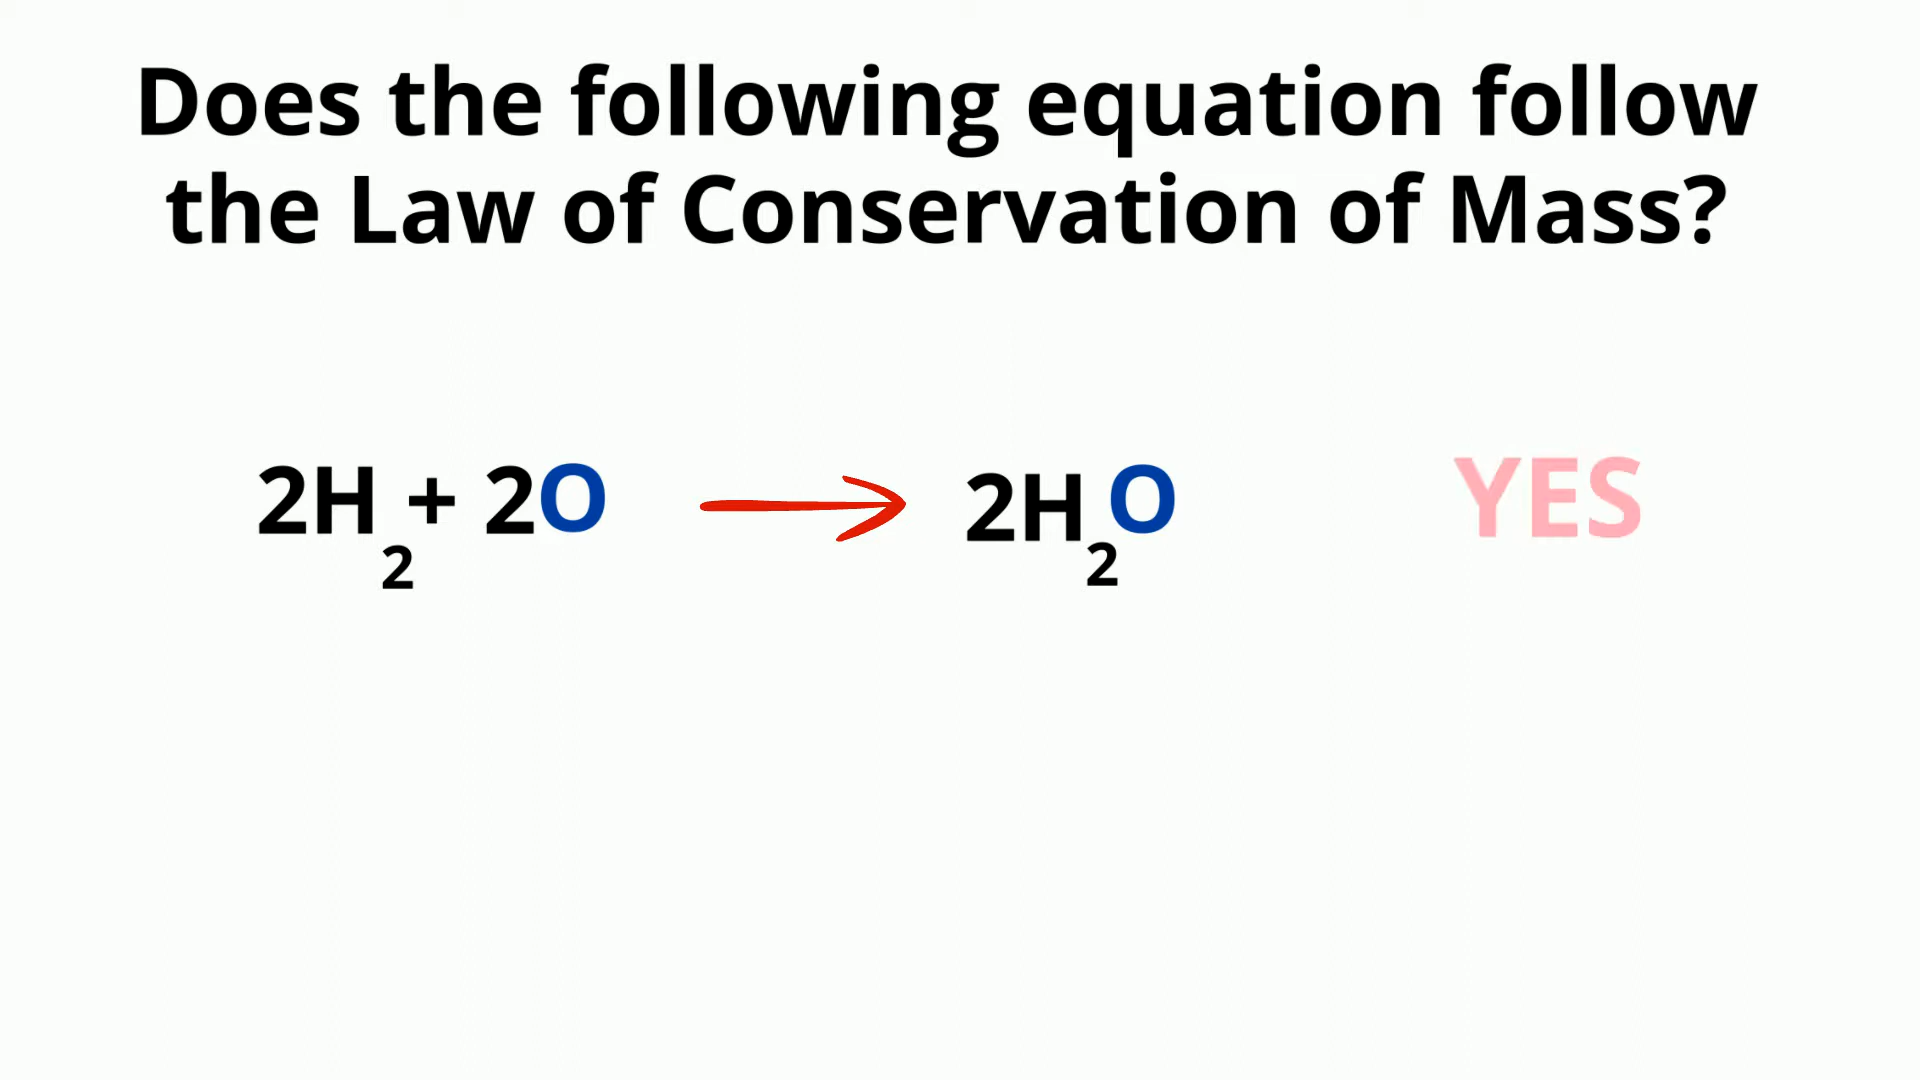 Does the following equation follow
the Law of Conservation of Mass?
2H₂+ 2O → 2H₂O YES